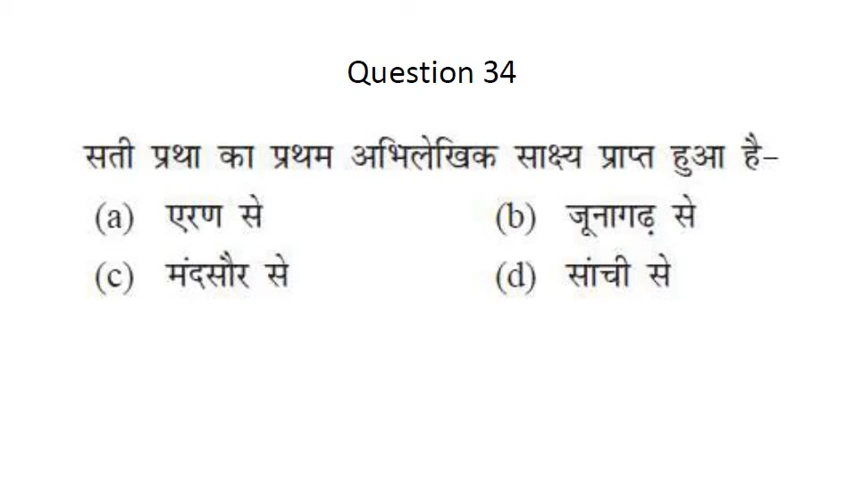 Question 34
सती प्रथा का प्रथम अभिलेखिक साक्ष्य प्राप्त हुआ है–
(a) एरण से (b) जूनागढ़ से
(c) मंदसौर से (d) सांची से